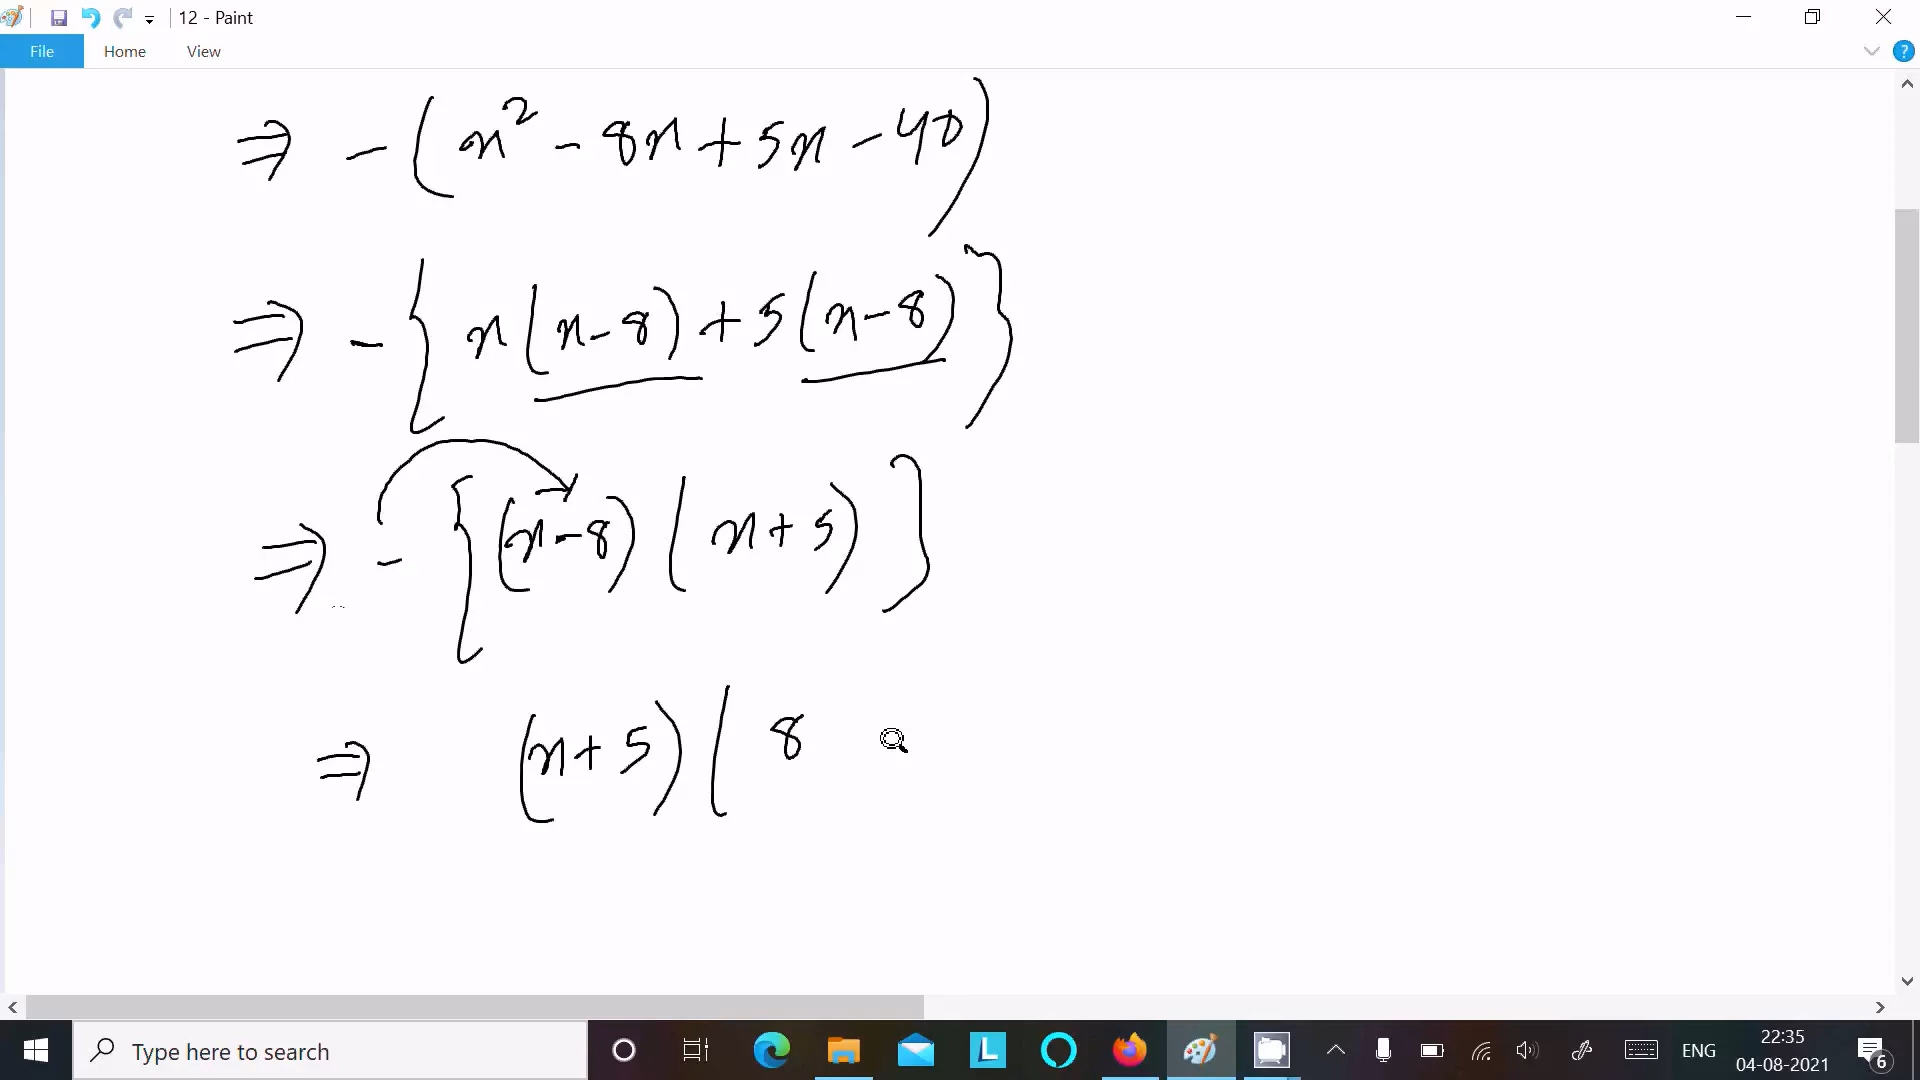 12 - Paint
File Home View
⇒ - (x² - 8x + 5x - 40)
⇒ - { x(x-8) + 5(x-8) }
⇒ - { (x-8) (x+5) }
⇒ (x+5) ( 8
Type here to search
ENG
22:35
04-08-2021
6